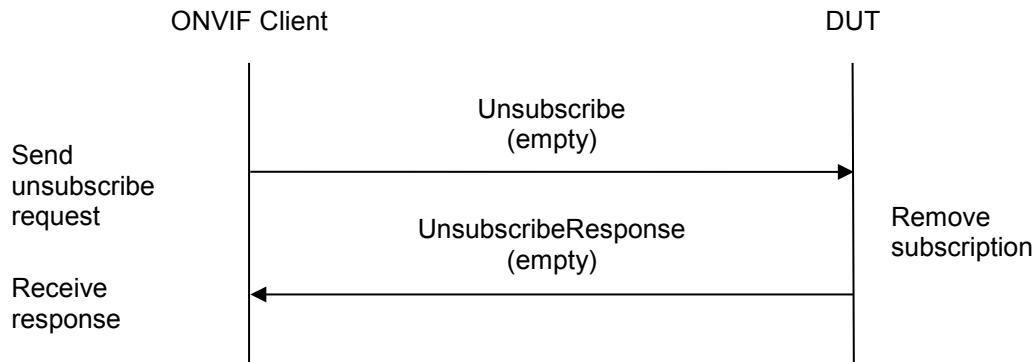 ONVIF Client
DUT
Unsubscribe
(empty)
Send
unsubscribe
request
UnsubscribeResponse
(empty)
Remove
subscription
Receive
response